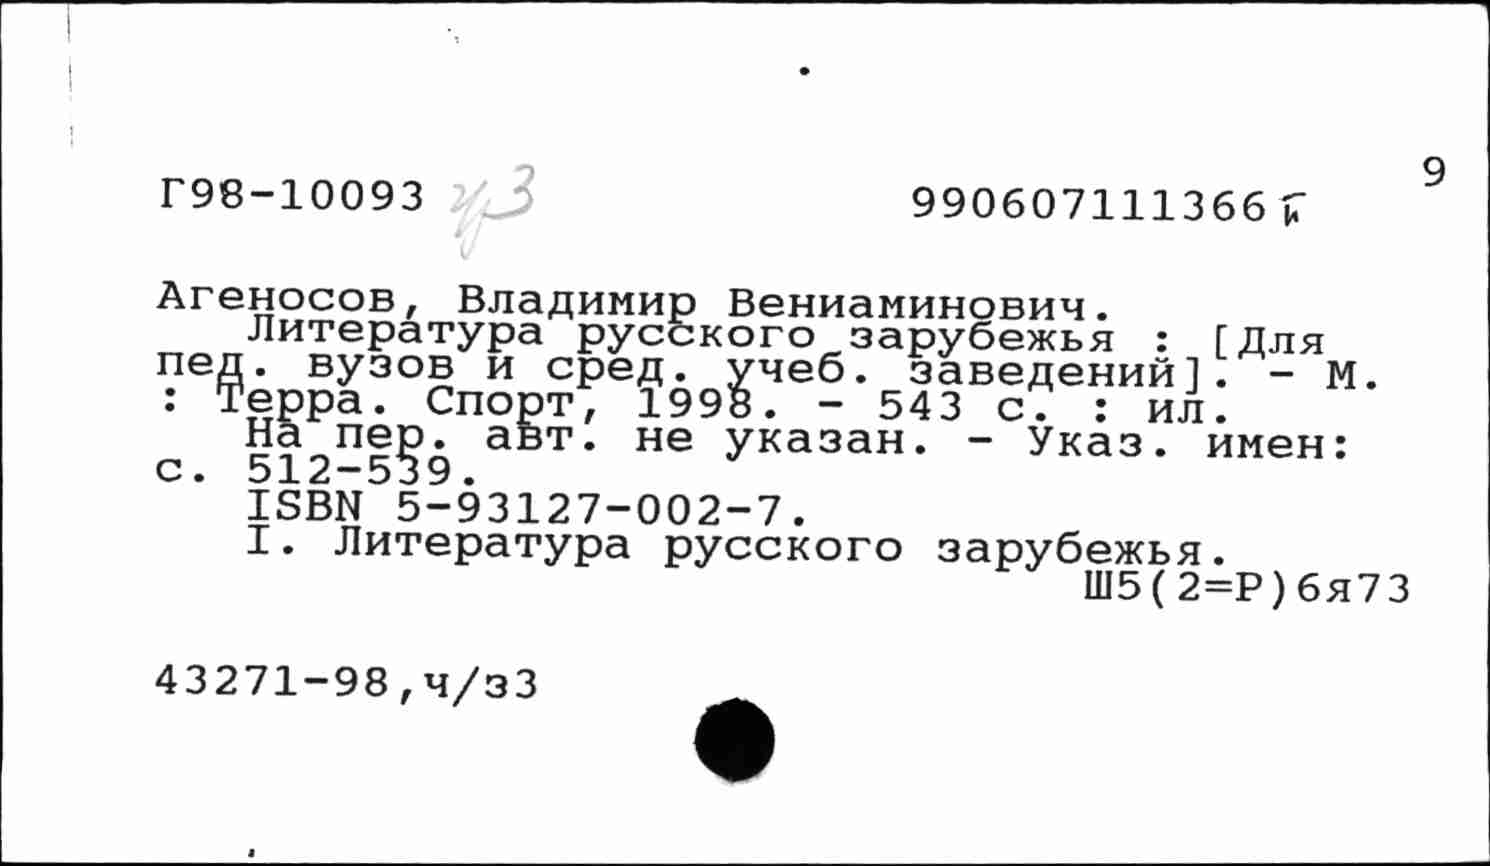 9
Г98-10093 ч/з 990607111366 г/и
Агеносов, Владимир Вениаминович.
Литература русского зарубежья : [Для
пед. вузов и сред. учеб. заведений]. - М.
: Терра. Спорт, 1998. - 543 с. : ил.
На пер. авт. не указан. - Указ. имен:
с. 512-539.
ISBN 5-93127-002-7.
I. Литература русского зарубежья.
Ш5(2=Р)6я73
43271-98,ч/з3